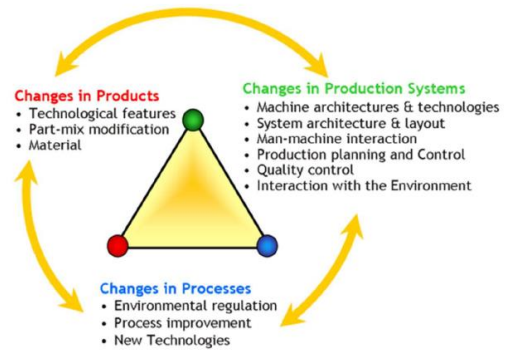 Changes in Products
• Technological features
• Part-mix modification
• Material
Changes in Production Systems
• Machine architectures & technologies
• System architecture & layout
• Man-machine interaction
• Production planning and Control
• Quality control
• Interaction with the Environment
Changes in Processes
• Environmental regulation
• Process improvement
• New Technologies